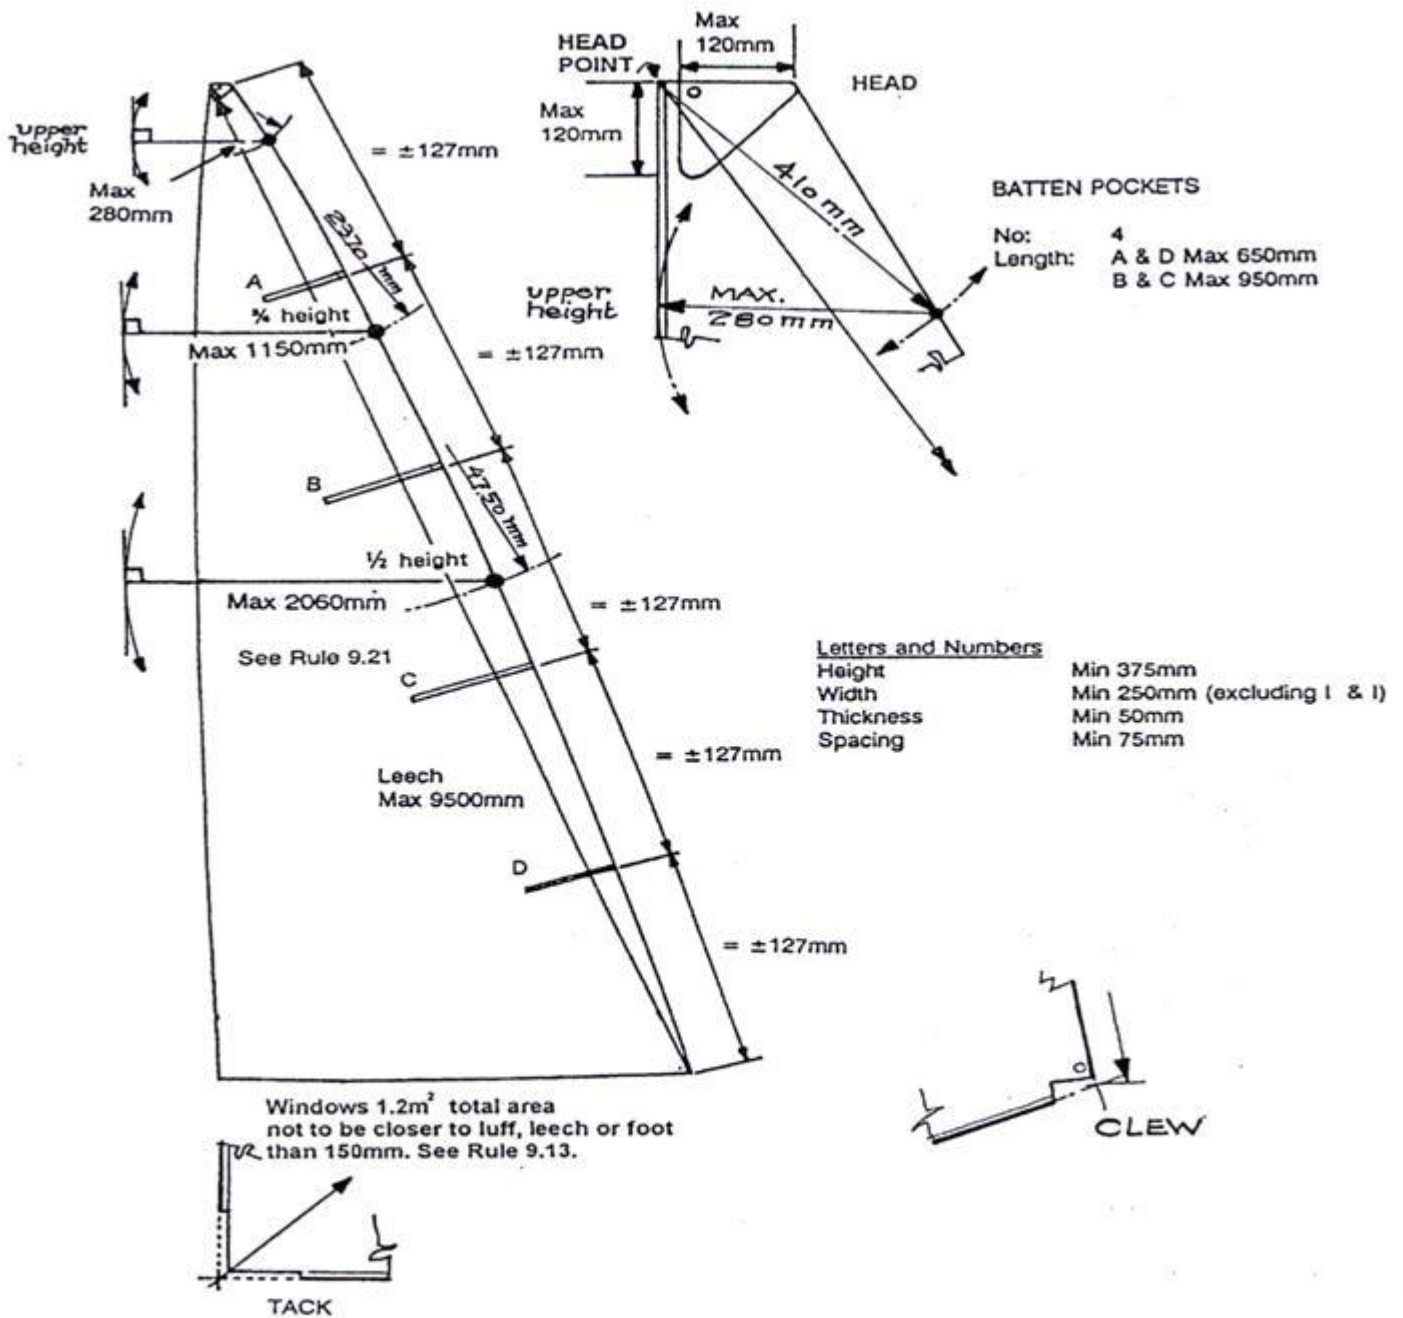 Max
120mm
HEAD
POINT
HEAD
Max
120mm
upper
height
= ±127mm
Max
280mm
410mm
BATTEN POCKETS
No: 4
Length: A & D Max 650mm
B & C Max 950mm
2370 mm
A
¾ height
upper
height
MAX.
280mm
Max 1150mm
= ±127mm
B
4750 mm
½ height
Max 2060mm
= ±127mm
See Rule 9.21
C
Letters and Numbers
Height Min 375mm
Width Min 250mm (excluding I & I)
Thickness Min 50mm
Spacing Min 75mm
= ±127mm
Leech
Max 9500mm
D
= ±127mm
Windows 1.2m² total area
not to be closer to luff, leech or foot
than 150mm. See Rule 9.13.
CLEW
TACK